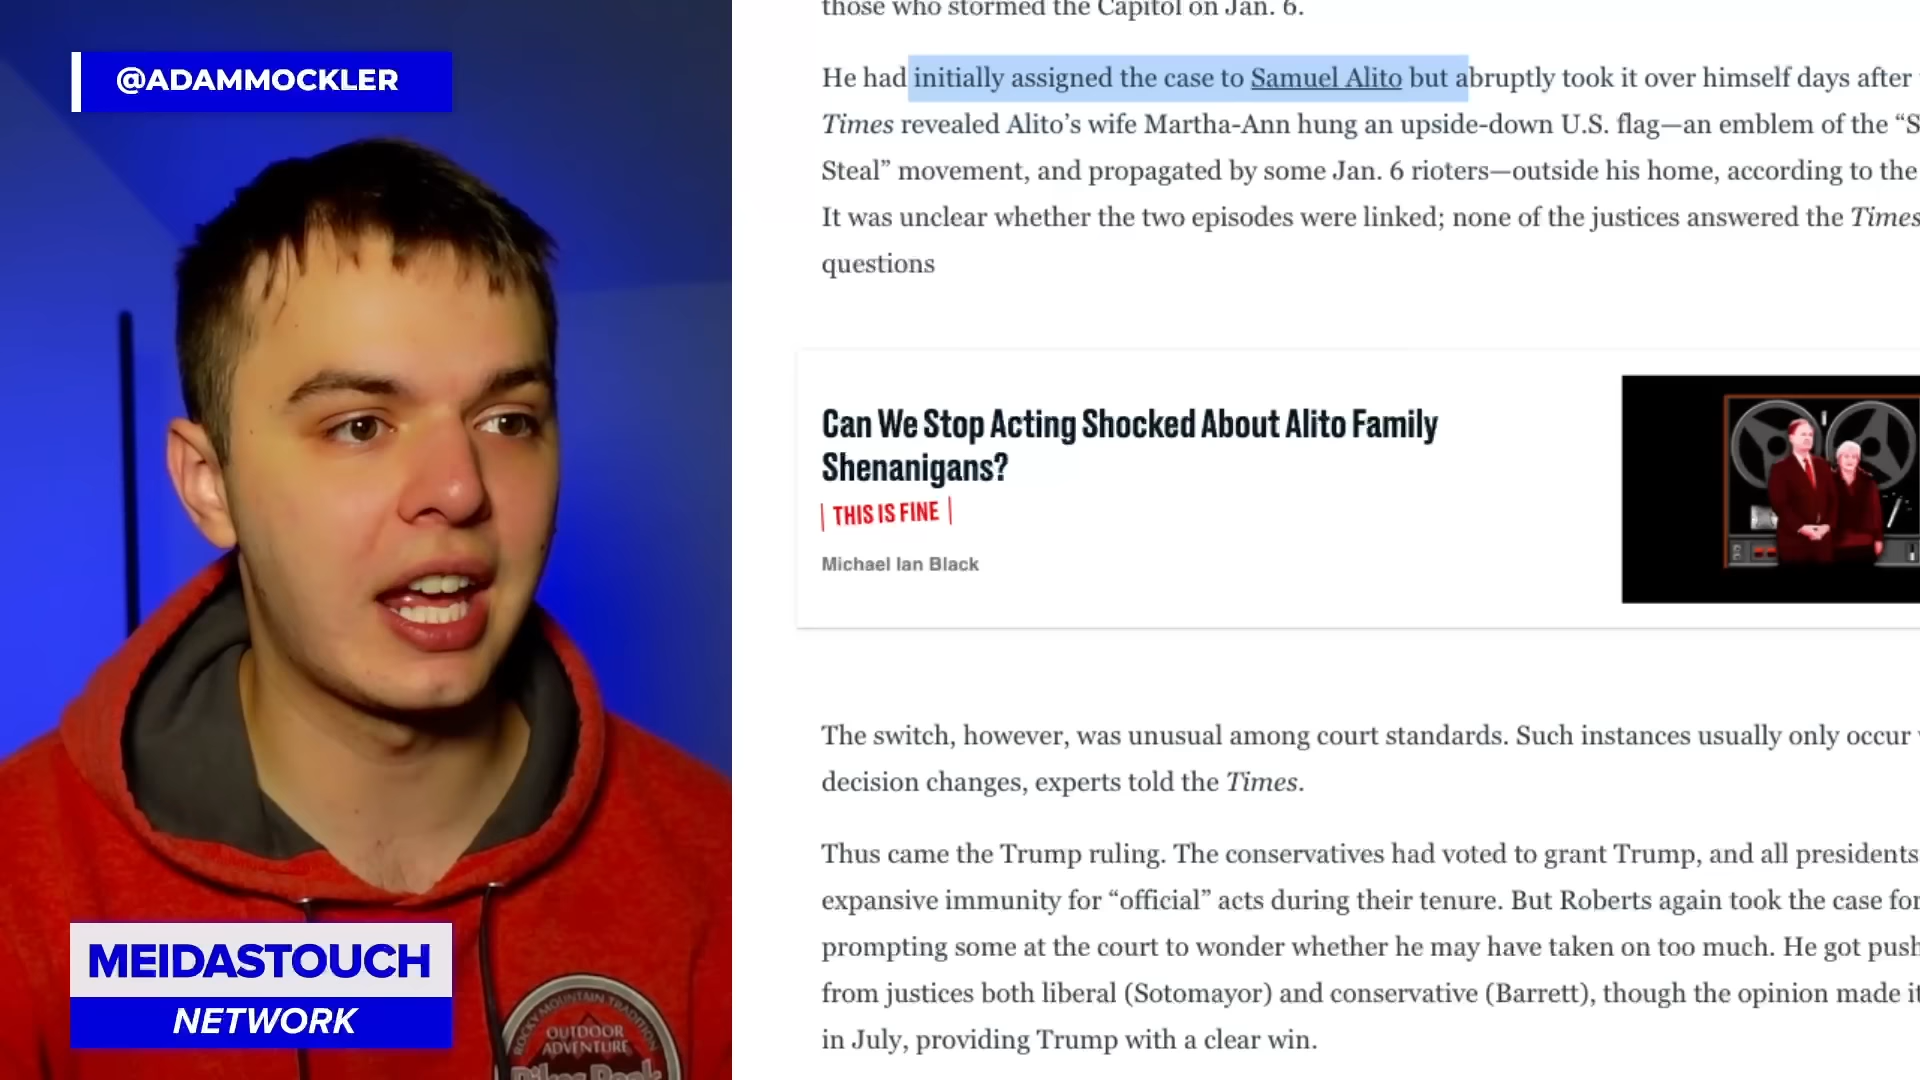 @ADAMMOCKLER
those who stormed the Capitol on Jan. 6.
He had initially assigned the case to Samuel Alito but abruptly took it over himself days after
Times revealed Alito’s wife Martha-Ann hung an upside-down U.S. flag—an emblem of the “S
Steal” movement, and propagated by some Jan. 6 rioters—outside his home, according to the
It was unclear whether the two episodes were linked; none of the justices answered the Times
questions
Can We Stop Acting Shocked About Alito Family
Shenanigans?
THIS IS FINE
Michael Ian Black
The switch, however, was unusual among court standards. Such instances usually only occur
decision changes, experts told the Times.
Thus came the Trump ruling. The conservatives had voted to grant Trump, and all presidents
expansive immunity for “official” acts during their tenure. But Roberts again took the case for
prompting some at the court to wonder whether he may have taken on too much. He got push
from justices both liberal (Sotomayor) and conservative (Barrett), though the opinion made it
in July, providing Trump with a clear win.
MEIDASTOUCH
NETWORK
ROCKY MOUNTAIN TRADITION
OUTDOOR
ADVENTURE
Pikes Peak